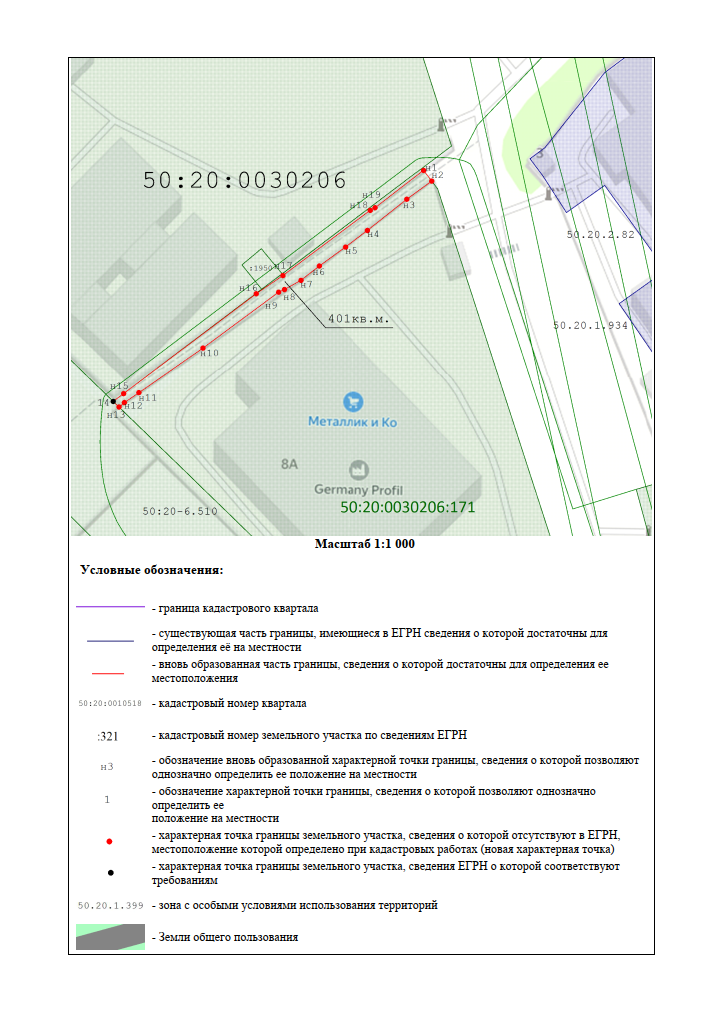 3
н1
н2
50:20:0030206
н19
н18
н3
50.20.2.82
н4
н5
н17
:1950
н6
н7
н16
н8
н9
401кв.м.
50.20.1.934
н10
н15
н11
14
н12
н13
Металлик и Ко
8А
Germany Profil
50:20-6.510
50:20:0030206:171
Масштаб 1:1 000
Условные обозначения:
- граница кадастрового квартала
- существующая часть границы, имеющиеся в ЕГРН сведения о которой достаточны для
определения её на местности
- вновь образованная часть границы, сведения о которой достаточны для определения ее
местоположения
50:20:0010518 - кадастровый номер квартала
:321 - кадастровый номер земельного участка по сведениям ЕГРН
н3 - обозначение вновь образованной характерной точки границы, сведения о которой позволяют
однозначно определить ее положение на местности
1 - обозначение характерной точки границы, сведения о которой позволяют однозначно
определить ее
положение на местности
- характерная точка границы земельного участка, сведения о которой отсутствуют в ЕГРН,
местоположение которой определено при кадастровых работах (новая характерная точка)
- характерная точка границы земельного участка, сведения ЕГРН о которой соответствуют
требованиям
50.20.1.399 - зона с особыми условиями использования территорий
- Земли общего пользования